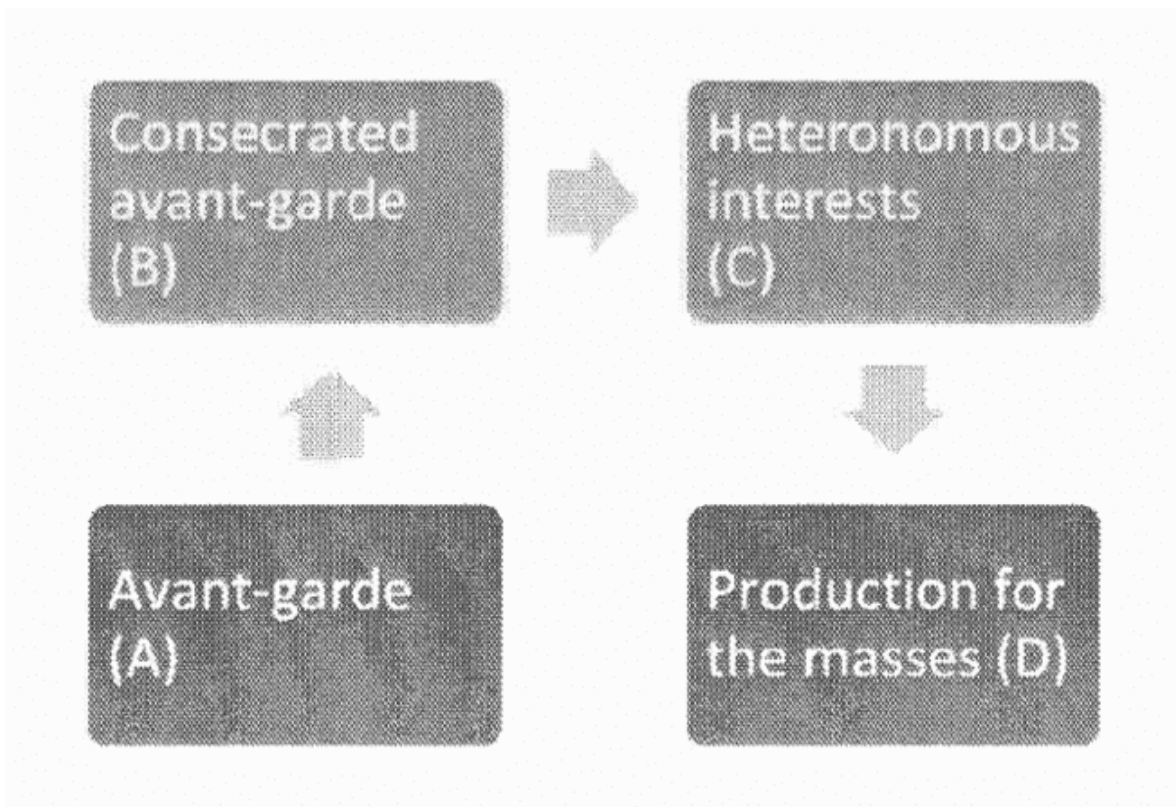 Consecrated
avant-garde
(B)
Heteronomous
interests
(C)
Avant-garde
(A)
Production for
the masses (D)